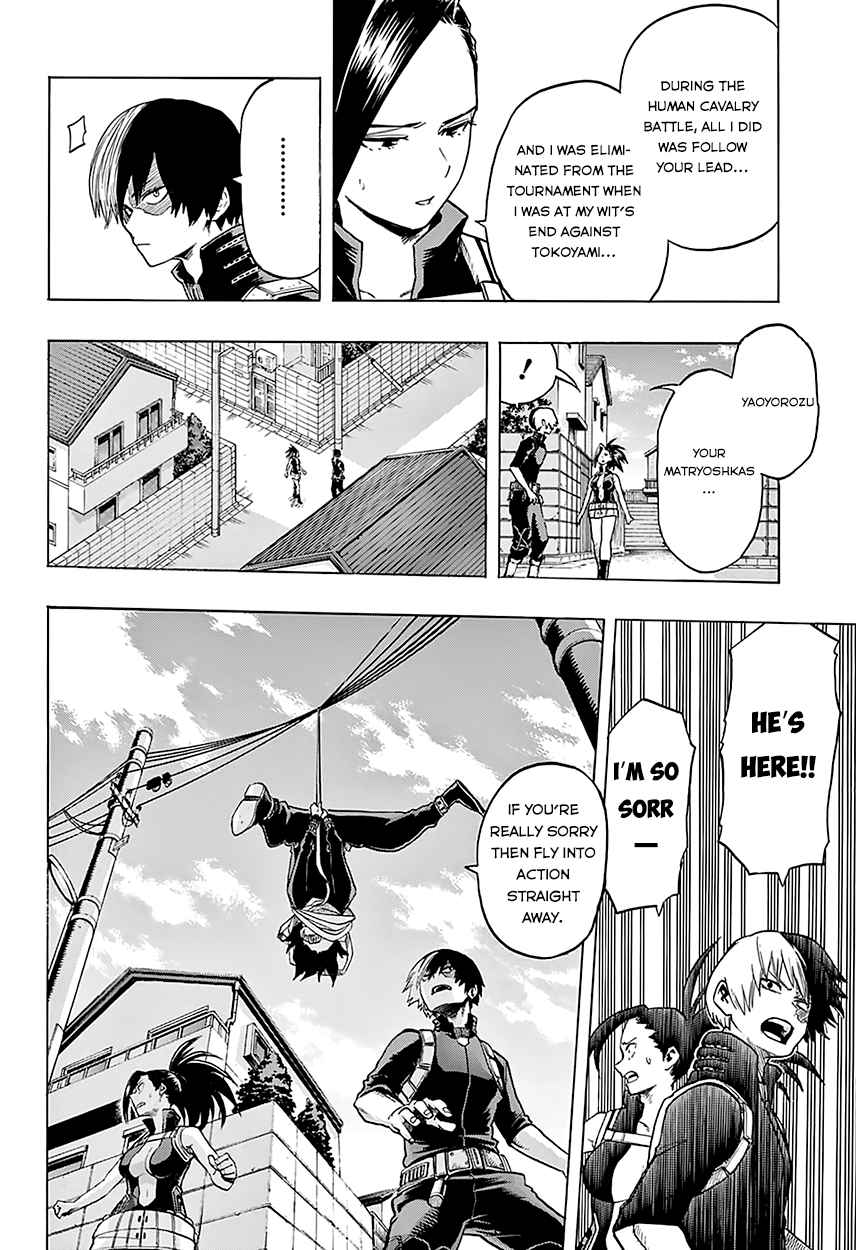 DURING THE
HUMAN CAVALRY
BATTLE, ALL I DID
WAS FOLLOW
YOUR LEAD...
AND I WAS ELIMI-
NATED FROM THE
TOURNAMENT WHEN
I WAS AT MY WIT'S
END AGAINST
TOKOYAMI...
.........
YAOYOROZU
YOUR
MATRYOSHKAS
...
!
HE'S
HERE!!
I'M SO
SORR
—
IF YOU'RE
REALLY SORRY
THEN FLY INTO
ACTION
STRAIGHT
AWAY.